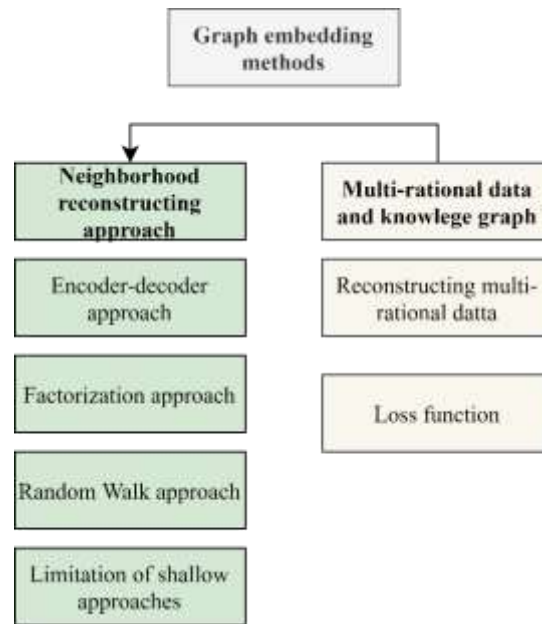 Graph embedding
methods
Neighborhood
reconstructing
approach
Encoder-decoder
approach
Factorization approach
Random Walk approach
Limitation of shallow
approaches
Multi-rational data
and knowlege graph
Reconstructing multi-
rational datta
Loss function